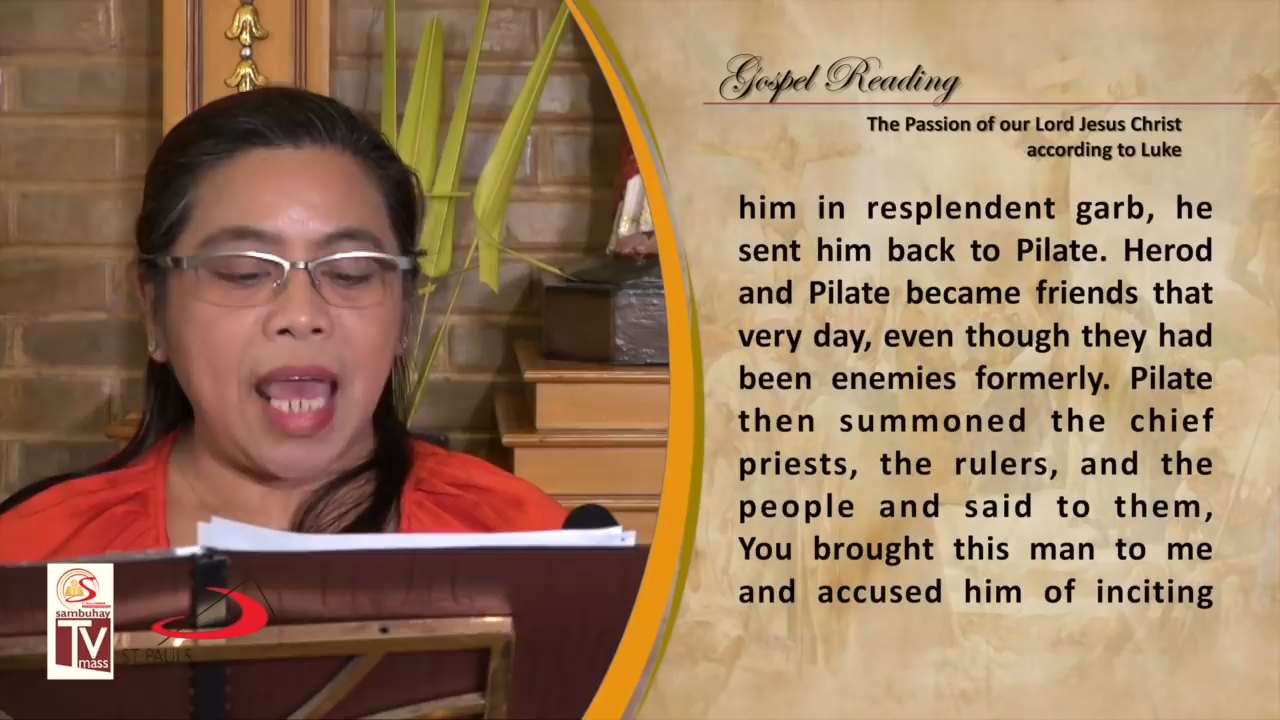 Gospel Reading
The Passion of our Lord Jesus Christ
according to Luke
him in resplendent garb, he
sent him back to Pilate. Herod
and Pilate became friends that
very day, even though they had
been enemies formerly. Pilate
then summoned the chief
priests, the rulers, and the
people and said to them,
You brought this man to me
and accused him of inciting
sambuhay
TV
mass
ST PAULS